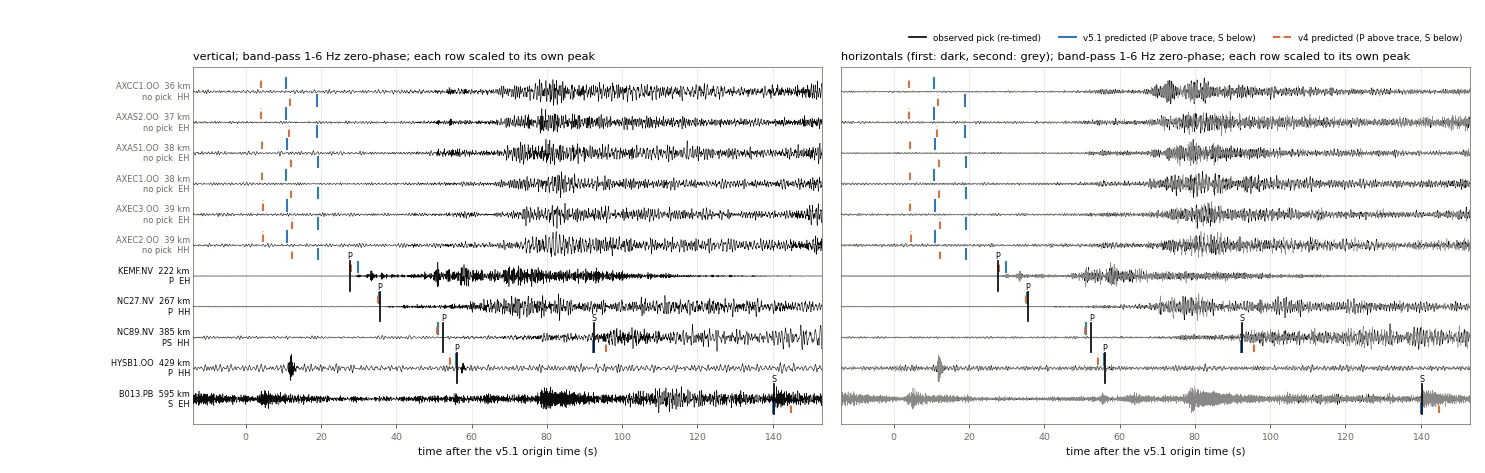 observed pick (re-timed)
v5.1 predicted (P above trace, S below)
v4 predicted (P above trace, S below)
vertical; band-pass 1-6 Hz zero-phase; each row scaled to its own peak
horizontals (first: dark, second: grey); band-pass 1-6 Hz zero-phase; each row scaled to its own peak
AXCC1.OO 36 km
no pick HH
AXAS2.OO 37 km
no pick EH
AXAS1.OO 38 km
no pick EH
AXEC1.OO 38 km
no pick EH
AXEC3.OO 39 km
no pick EH
AXEC2.OO 39 km
no pick HH
KEMF.NV 222 km
P EH
NC27.NV 267 km
P HH
NC89.NV 385 km
PS HH
HYSB1.OO 429 km
P HH
B013.PB 595 km
S EH
P
P
P
S
P
S
P
P
P
S
P
S
0 20 40 60 80 100 120 140
time after the v5.1 origin time (s)
0 20 40 60 80 100 120 140
time after the v5.1 origin time (s)